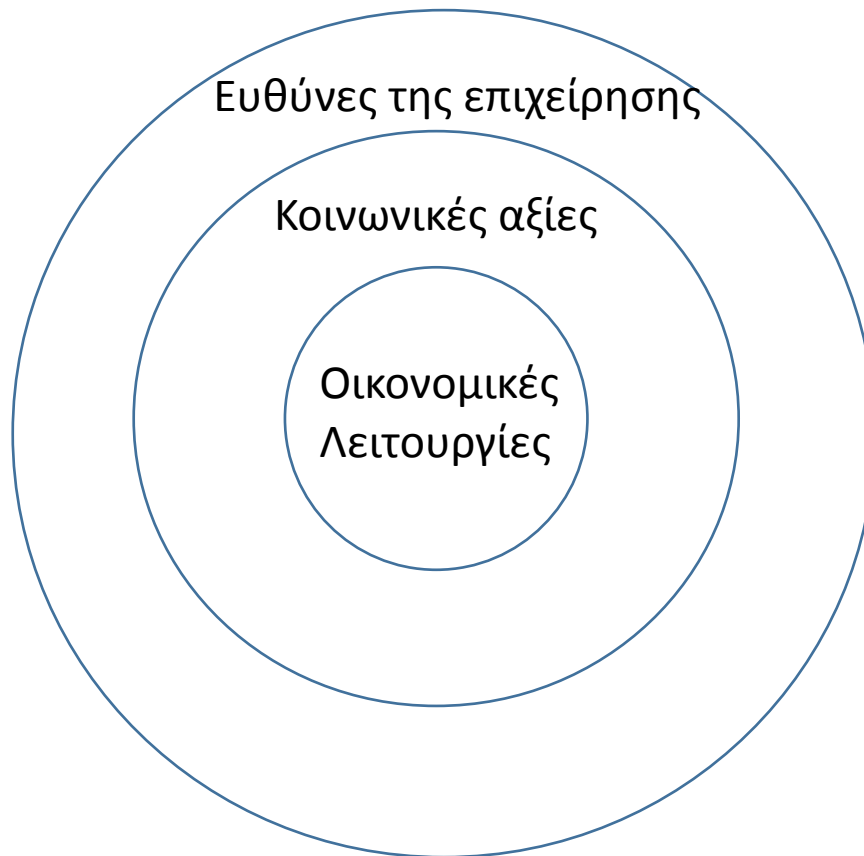 Ευθύνες της επιχείρησης
Κοινωνικές αξίες
Οικονομικές
Λειτουργίες